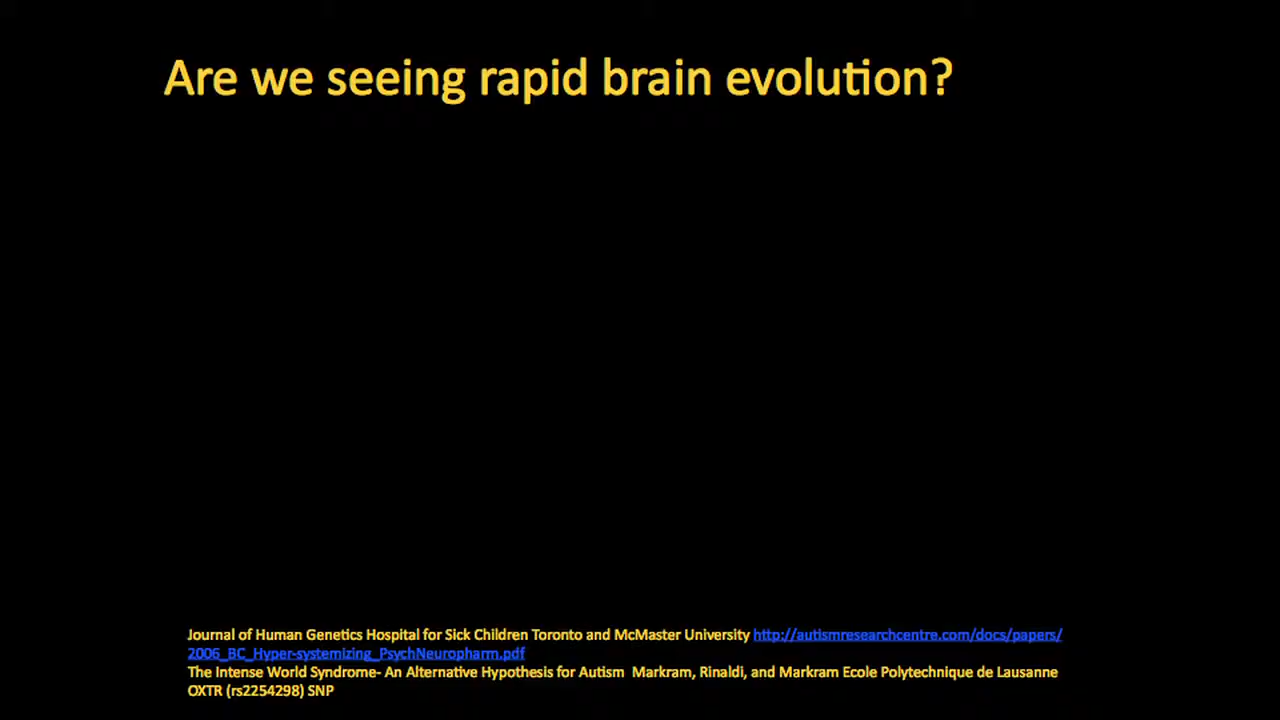 Are we seeing rapid brain evolution?
Journal of Human Genetics Hospital for Sick Children Toronto and McMaster University http://autismresearchcentre.com/docs/papers/
2006_BC_Hyper-systemizing_PsychNeuropharm.pdf
The Intense World Syndrome- An Alternative Hypothesis for Autism  Markram, Rinaldi, and Markram Ecole Polytechnique de Lausanne
OXTR (rs2254298) SNP